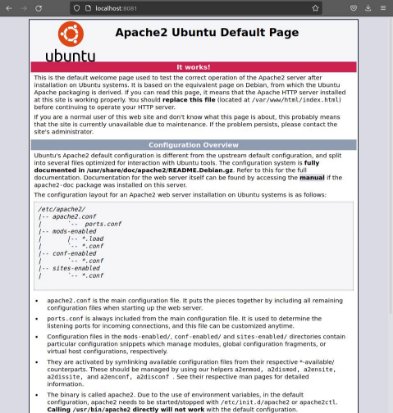 localhost:8081
ubuntu
Apache2 Ubuntu Default Page
It works!
This is the default welcome page used to test the correct operation of the Apache2 server after
installation on Ubuntu systems. It is based on the equivalent page on Debian, from which the Ubuntu
Apache packaging is derived. If you can read this page, it means that the Apache HTTP server installed
at this site is working properly. You should replace this file (located at /var/www/html/index.html)
before continuing to operate your HTTP server.
If you are a normal user of this web site and don't know what this page is about, this probably means
that the site is currently unavailable due to maintenance. If the problem persists, please contact the
site's administrator.
Configuration Overview
Ubuntu's Apache2 default configuration is different from the upstream default configuration, and split
into several files optimized for interaction with Ubuntu tools. The configuration system is fully
documented in /usr/share/doc/apache2/README.Debian.gz. Refer to this for the full
documentation. Documentation for the web server itself can be found by accessing the manual if the
apache2-doc package was installed on this server.
The configuration layout for an Apache2 web server installation on Ubuntu systems is as follows:
/etc/apache2/
|-- apache2.conf
|       `--  ports.conf
|-- mods-enabled
|       |-- *.load
|       `-- *.conf
|-- conf-enabled
|       `-- *.conf
|-- sites-enabled
|       `-- *.conf
• apache2.conf is the main configuration file. It puts the pieces together by including all remaining
configuration files when starting up the web server.
• ports.conf is always included from the main configuration file. It is used to determine the
listening ports for incoming connections, and this file can be customized anytime.
• Configuration files in the mods-enabled/, conf-enabled/ and sites-enabled/ directories contain
particular configuration snippets which manage modules, global configuration fragments, or
virtual host configurations, respectively.
• They are activated by symlinking available configuration files from their respective *-available/
counterparts. These should be managed by using our helpers a2enmod, a2dismod, a2ensite,
a2dissite, and a2enconf, a2disconf . See their respective man pages for detailed
information.
• The binary is called apache2. Due to the use of environment variables, in the default
configuration, apache2 needs to be started/stopped with /etc/init.d/apache2 or apache2ctl.
Calling /usr/bin/apache2 directly will not work with the default configuration.